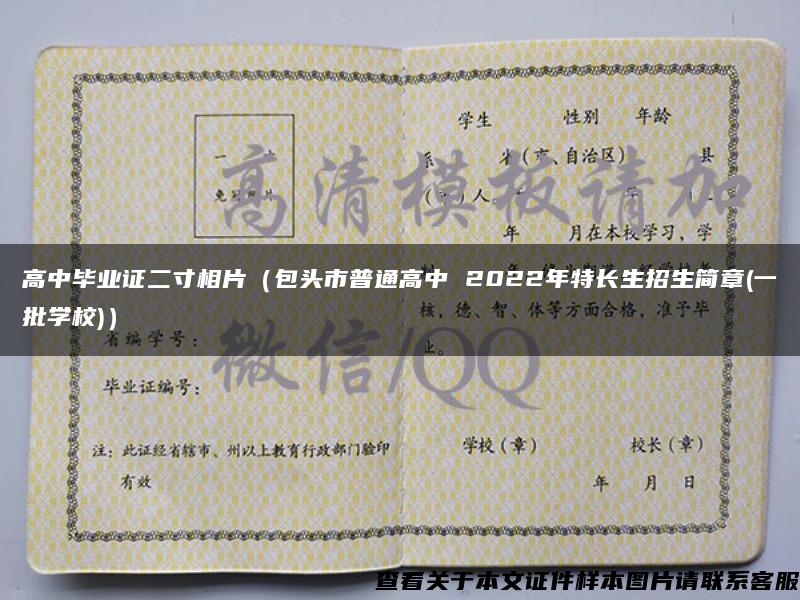 学生 性别 年龄
一 寸
免冠照片
系 省(市、自治区) 县
高清模板请加
年 月在本校学习,学
高中毕业证二寸相片(包头市普通高中 2022年特长生招生简章(一
批学校))
核,德、智、体等方面合格,准予毕
业。
省编学号:
微信/QQ
毕业证编号:
注:此证经省辖市、州以上教育行政部门验印
有效
学校(章) 校长(章)
年 月 日
查看关于本文证件样本图片请联系客服